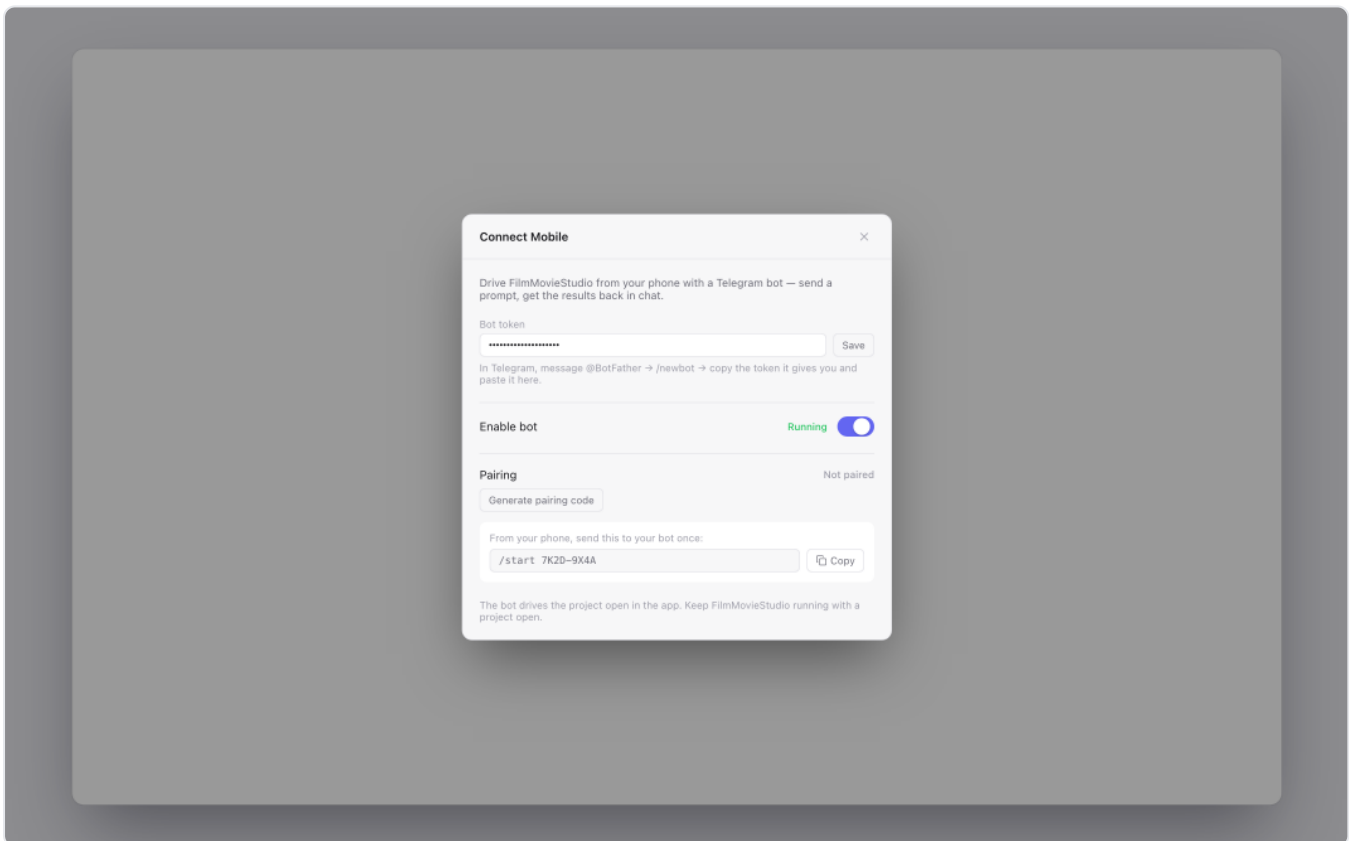 Connect Mobile
Drive FilmMovieStudio from your phone with a Telegram bot — send a
prompt, get the results back in chat.
Bot token
••••••••••••••••••••
Save
In Telegram, message @BotFather → /newbot → copy the token it gives you and
paste it here.
Enable bot
Running
Pairing
Not paired
Generate pairing code
From your phone, send this to your bot once:
/start 7K2D–9X4A
Copy
The bot drives the project open in the app. Keep FilmMovieStudio running with a
project open.